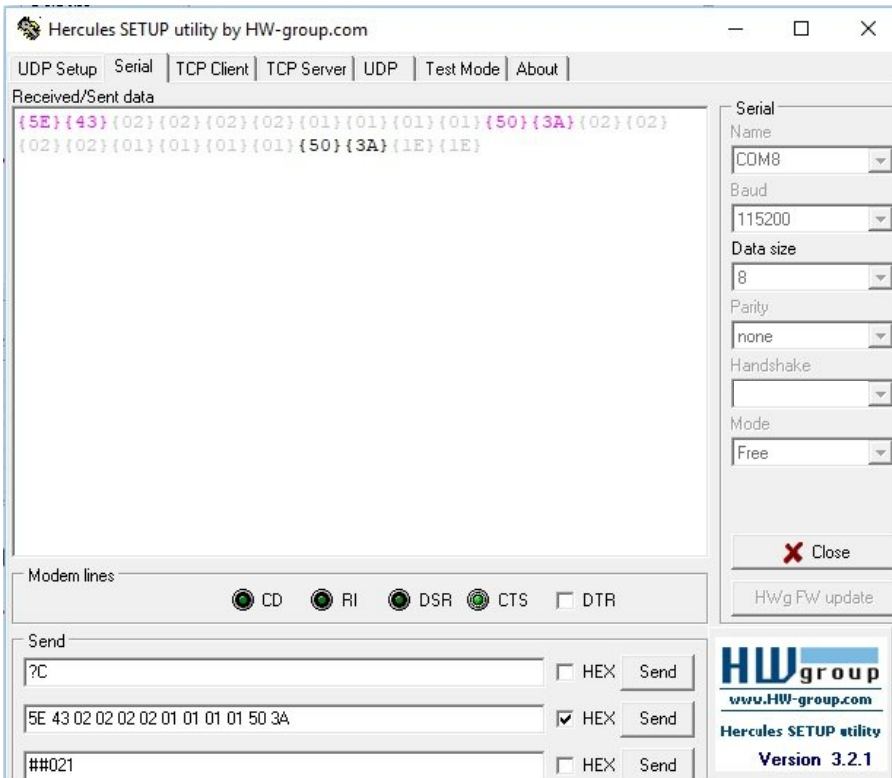 Hercules SETUP utility by HW-group.com
UDP Setup Serial TCP Client TCP Server UDP Test Mode About
Received/Sent data
{5E}{43}{02}{02}{02}{02}{01}{01}{01}{01}{50}{3A}{02}{02}
{02}{02}{01}{01}{01}{01}{50}{3A}{1E}{1E}
Serial
Name
COM8
Baud
115200
Data size
8
Parity
none
Handshake
Mode
Free
Close
HWg FW update
Modem lines
CD RI DSR CTS DTR
Send
?C HEX Send
5E 43 02 02 02 02 01 01 01 01 50 3A HEX Send
##021 HEX Send
HW group
www.HW-group.com
Hercules SETUP utility
Version 3.2.1